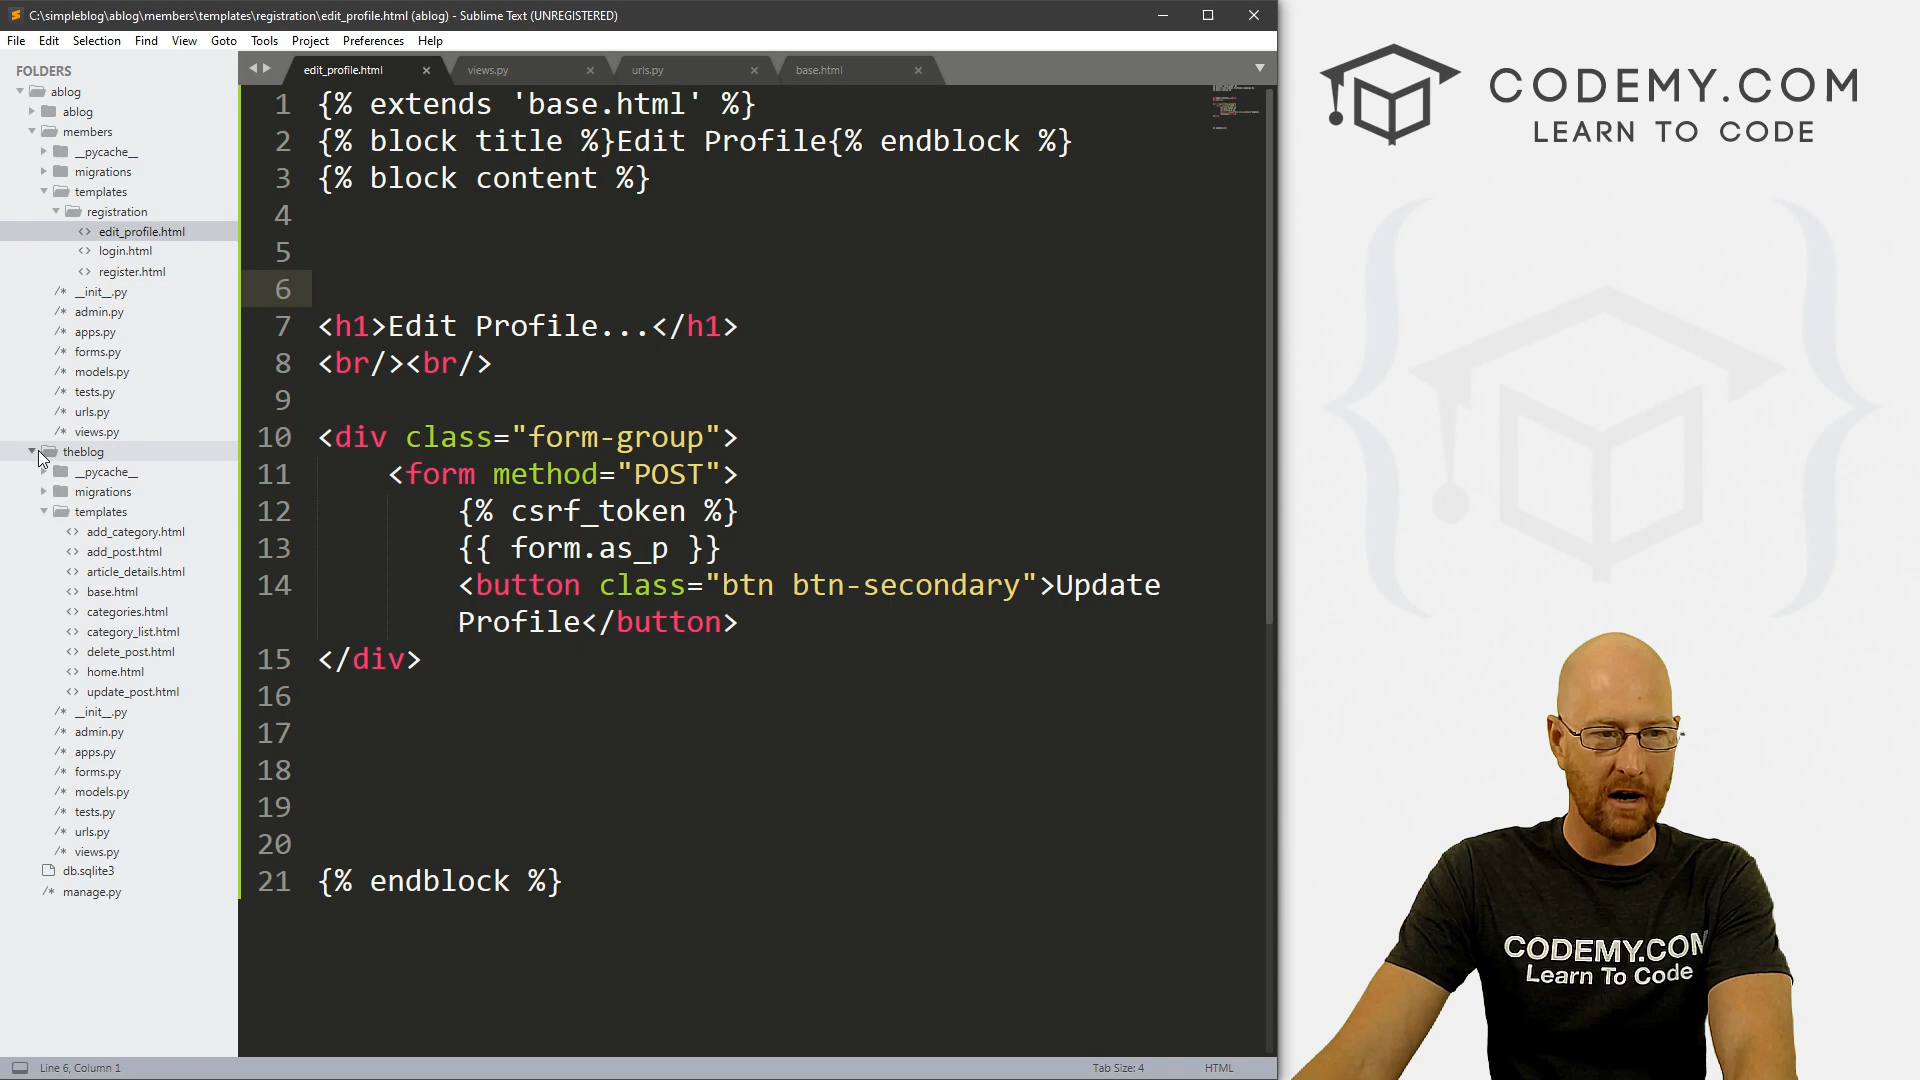 C:\simpleblog\ablog\members\templates\registration\edit_profile.html (ablog) - Sublime Text (UNREGISTERED)
File Edit Selection Find View Goto Tools Project Preferences Help
FOLDERS
ablog
ablog
members
__pycache__
migrations
templates
registration
<> edit_profile.html
<> login.html
<> register.html
/* __init__.py
/* admin.py
/* apps.py
/* forms.py
/* models.py
/* tests.py
/* urls.py
/* views.py
theblog
__pycache__
migrations
templates
<> add_category.html
<> add_post.html
<> article_details.html
<> base.html
<> categories.html
<> category_list.html
<> delete_post.html
<> home.html
<> update_post.html
/* __init__.py
/* admin.py
/* apps.py
/* forms.py
/* models.py
/* tests.py
/* urls.py
/* views.py
db.sqlite3
/* manage.py
edit_profile.html views.py urls.py base.html
1 {% extends 'base.html' %}
2 {% block title %}Edit Profile{% endblock %}
3 {% block content %}
4
5
6
7 <h1>Edit Profile...</h1>
8 <br/><br/>
9
10 <div class="form-group">
11 <form method="POST">
12 {% csrf_token %}
13 {{ form.as_p }}
14 <button class="btn btn-secondary">Update
Profile</button>
15 </div>
16
17
18
19
20
21 {% endblock %}
Line 6, Column 1 Tab Size: 4 HTML
CODEMY.COM
LEARN TO CODE
CODEMY.COM
Learn To Code